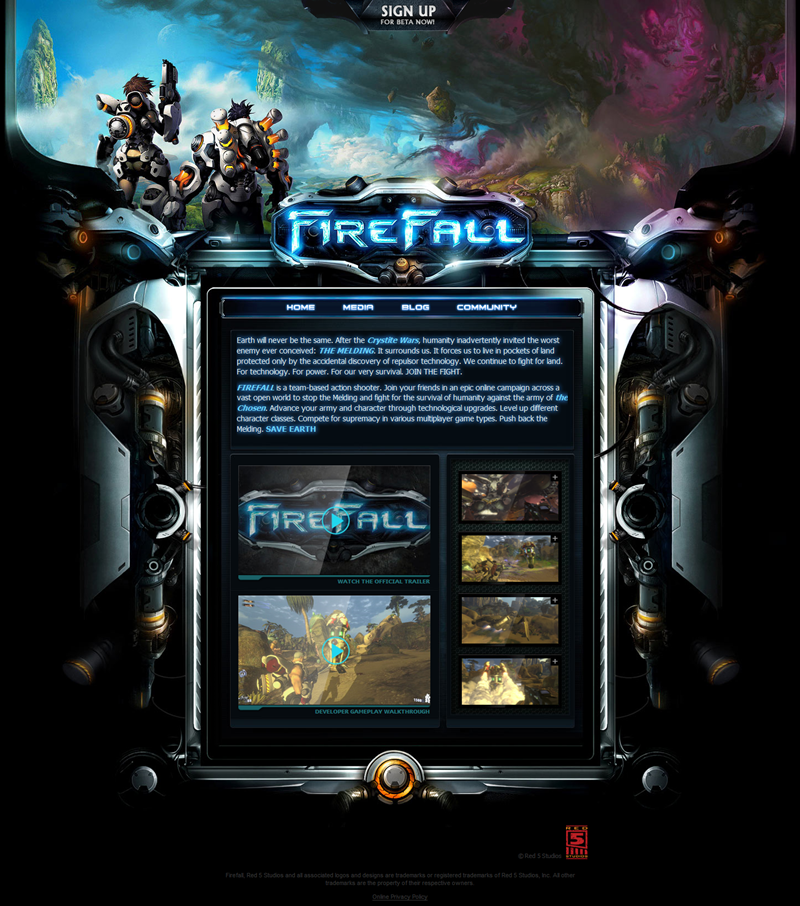 SIGN UP
FOR BETA NOW!
FIREFALL
HOME MEDIA BLOG COMMUNITY
Earth will never be the same. After the Crystite Wars, humanity inadvertently invited the worst
enemy ever conceived: THE MELDING. It surrounds us. It forces us to live in pockets of land
protected only by the accidental discovery of repulsor technology. We continue to fight for land.
For technology. For power. For our very survival. JOIN THE FIGHT.
FIREFALL is a team-based action shooter. Join your friends in an epic online campaign across a
vast open world to stop the Melding and fight for the survival of humanity against the army of the
Chosen. Advance your army and character through technological upgrades. Level up different
character classes. Compete for supremacy in various multiplayer game types. Push back the
Melding. SAVE EARTH
FIREFALL
WATCH THE OFFICIAL TRAILER
DEVELOPER GAMEPLAY WALKTHROUGH
© Red 5 Studios
RED
5
STUDIOS
Firefall, Red 5 Studios and all associated logos and designs are trademarks or registered trademarks of Red 5 Studios, Inc. All other
trademarks are the property of their respective owners.
Online Privacy Policy